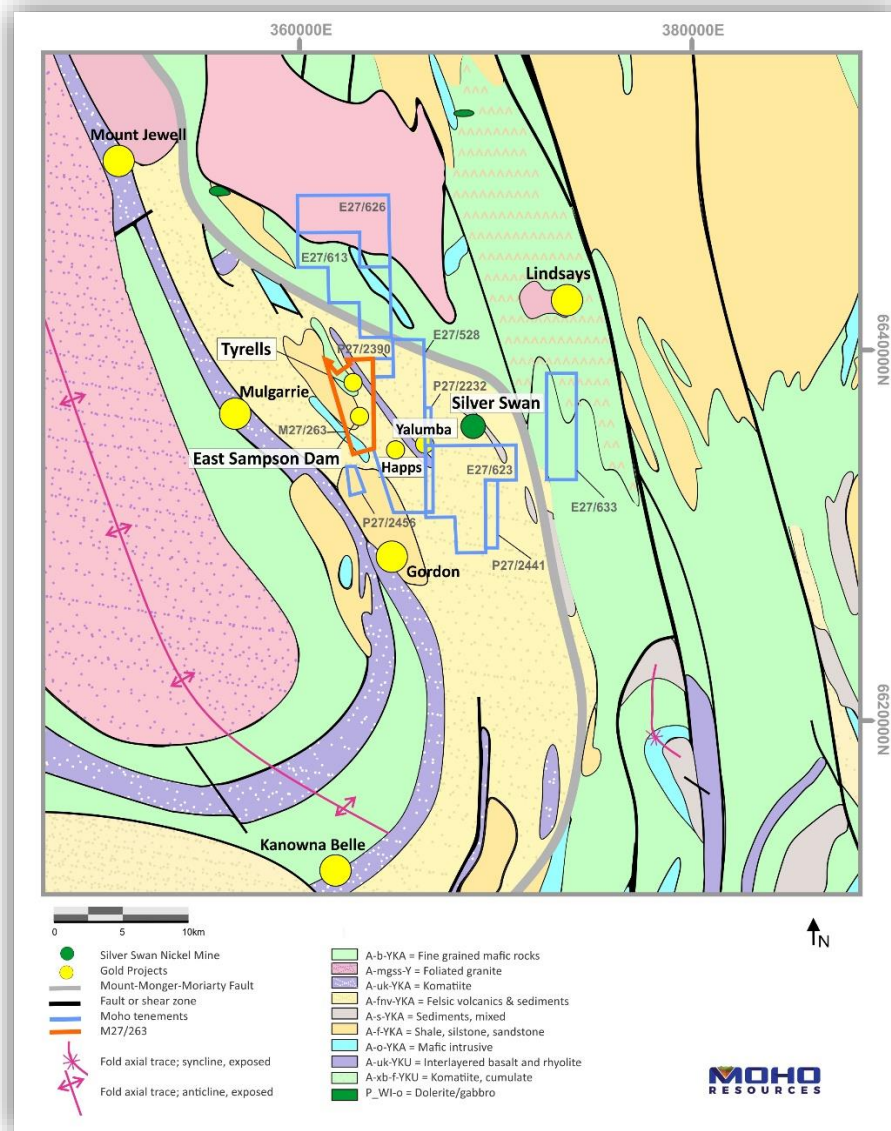 360000E
380000E
Mount Jewell
E27/626
E27/613
Lindsays
6640000N
E27/528
P27/2390
Tyrells
P27/2232
Mulgarrie
Silver Swan
M27/263
Yalumba
East Sampson Dam
Happs
E27/623
E27/633
P27/2456
P27/2441
Gordon
6620000N
Kanowna Belle
0 5 10km
N
Silver Swan Nickel Mine
Gold Projects
Mount-Monger-Moriarty Fault
Fault or shear zone
Moho tenements
M27/263
Fold axial trace; syncline, exposed
Fold axial trace; anticline, exposed
A-b-YKA = Fine grained mafic rocks
A-mgss-Y = Foliated granite
A-uk-YKA = Komatiite
A-fnv-YKA = Felsic volcanics & sediments
A-s-YKA = Sediments, mixed
A-f-YKA = Shale, silstone, sandstone
A-o-YKA = Mafic intrusive
A-uk-YKU = Interlayered basalt and rhyolite
A-xb-f-YKU = Komatiite, cumulate
P_WI-o = Dolerite/gabbro
MOHO
RESOURCES